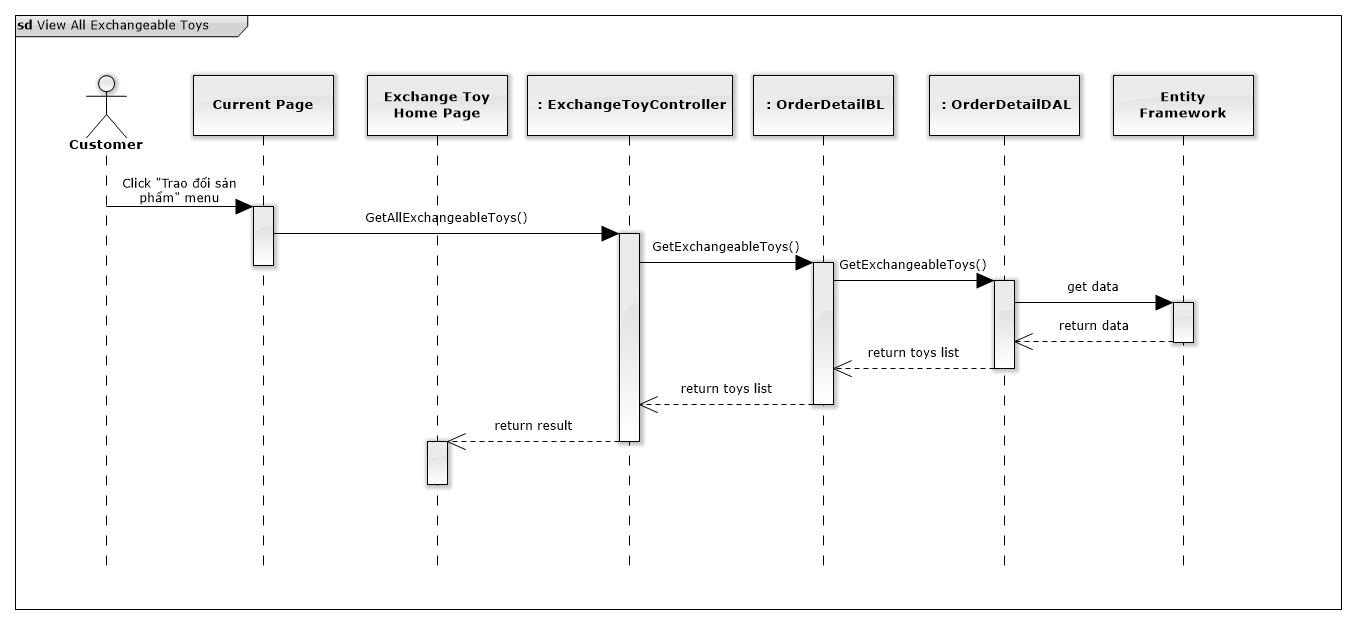 sd View All Exchangeable Toys
Customer
Current Page
Exchange Toy
Home Page
: ExchangeToyController
: OrderDetailBL
: OrderDetailDAL
Entity
Framework
Click "Trao đổi sản
phẩm" menu
GetAllExchangeableToys()
GetExchangeableToys()
GetExchangeableToys()
get data
return data
return toys list
return toys list
return result